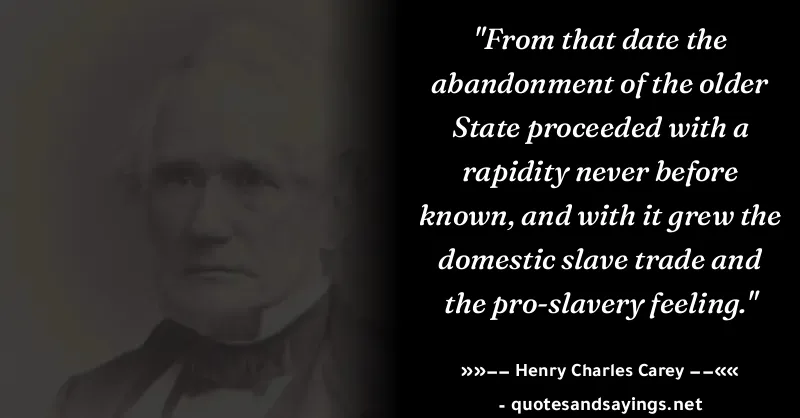 "From that date the
abandonment of the older
State proceeded with a
rapidity never before
known, and with it grew the
domestic slave trade and
the pro-slavery feeling."
»»−− Henry Charles Carey −−««
- quotesandsayings.net